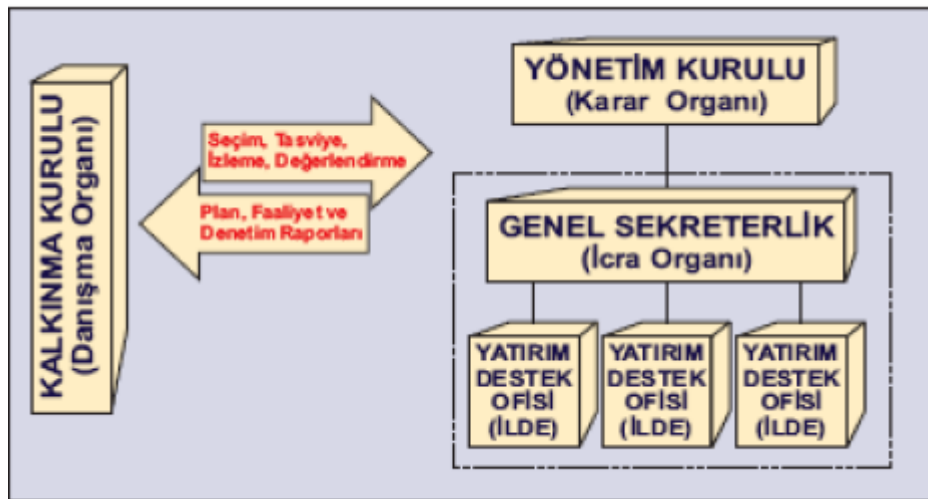 KALKINMA KURULU
(Danışma Organı)
Seçim, Tasviye,
İzleme, Değerlendirme
Plan, Faaliyet ve
Denetim Raporları
YÖNETİM KURULU
(Karar Organı)
GENEL SEKRETERLİK
(İcra Organı)
YATIRIM
DESTEK
OFİSİ
(İLDE)
YATIRIM
DESTEK
OFİSİ
(İLDE)
YATIRIM
DESTEK
OFİSİ
(İLDE)